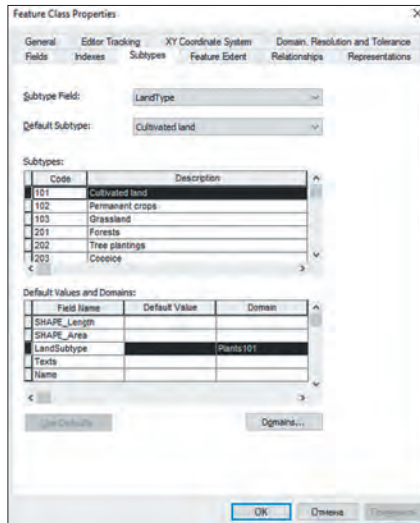 Feature Class Properties
General Editor Tracking XY Coordinate System Domain, Resolution and Tolerance
Fields Indexes Subtypes Feature Extent Relationships Representations
Subtype Field: LandType
Default Subtype: Cultivated land
Subtypes:
Code Description
101 Cultivated land
102 Permanent crops
103 Grassland
201 Forests
202 Tree plantings
203 Coppice
Default Values and Domains:
Field Name Default Value Domain
SHAPE_Length
SHAPE_Area
LandSubtype Plants101
Texts
Name
Use Defaults Domains...
OK Отмена Применить